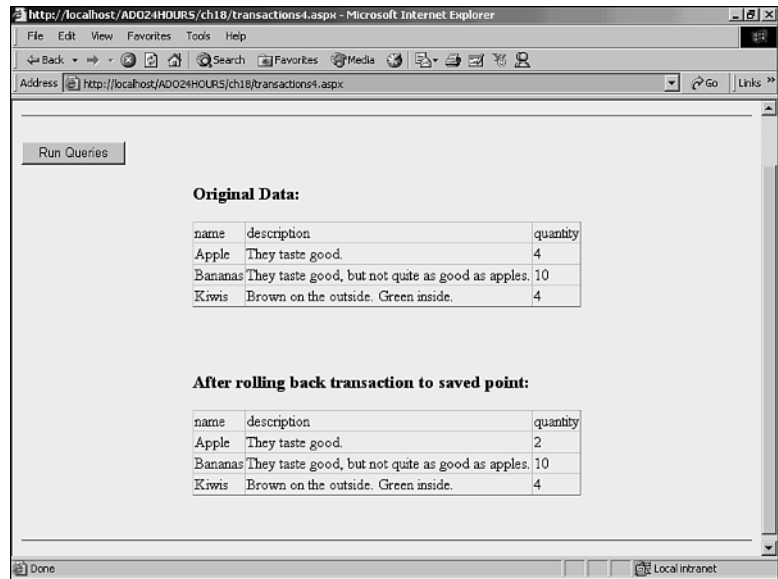 http://localhost/ADO24HOURS/ch18/transactions4.aspx - Microsoft Internet Explorer
File Edit View Favorites Tools Help
Back Search Favorites Media
Address http://localhost/ADO24HOURS/ch18/transactions4.aspx Go Links »
Run Queries
Original Data:
name description quantity
Apple They taste good. 4
Bananas They taste good, but not quite as good as apples. 10
Kiwis Brown on the outside. Green inside. 4
After rolling back transaction to saved point:
name description quantity
Apple They taste good. 2
Bananas They taste good, but not quite as good as apples. 10
Kiwis Brown on the outside. Green inside. 4
Done Local intranet